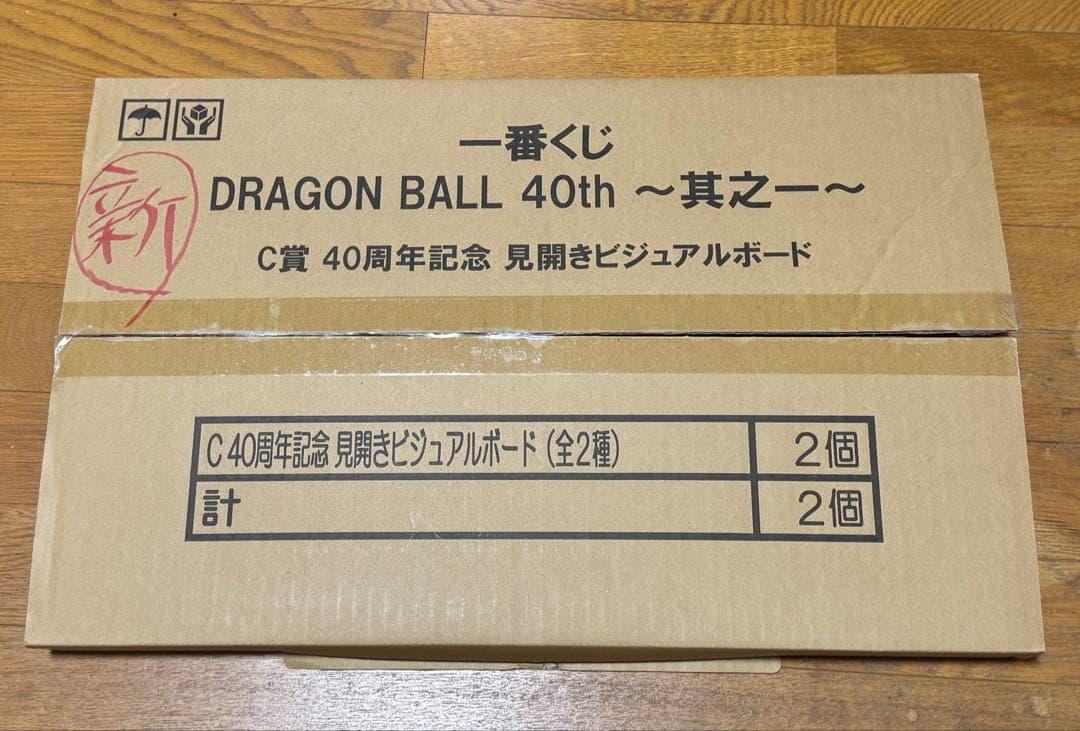 一番くじ
DRAGON BALL 40th ～其之一～
新
C賞 40周年記念 見開きビジュアルボード
C 40周年記念 見開きビジュアルボード（全2種） 2個
計 2個